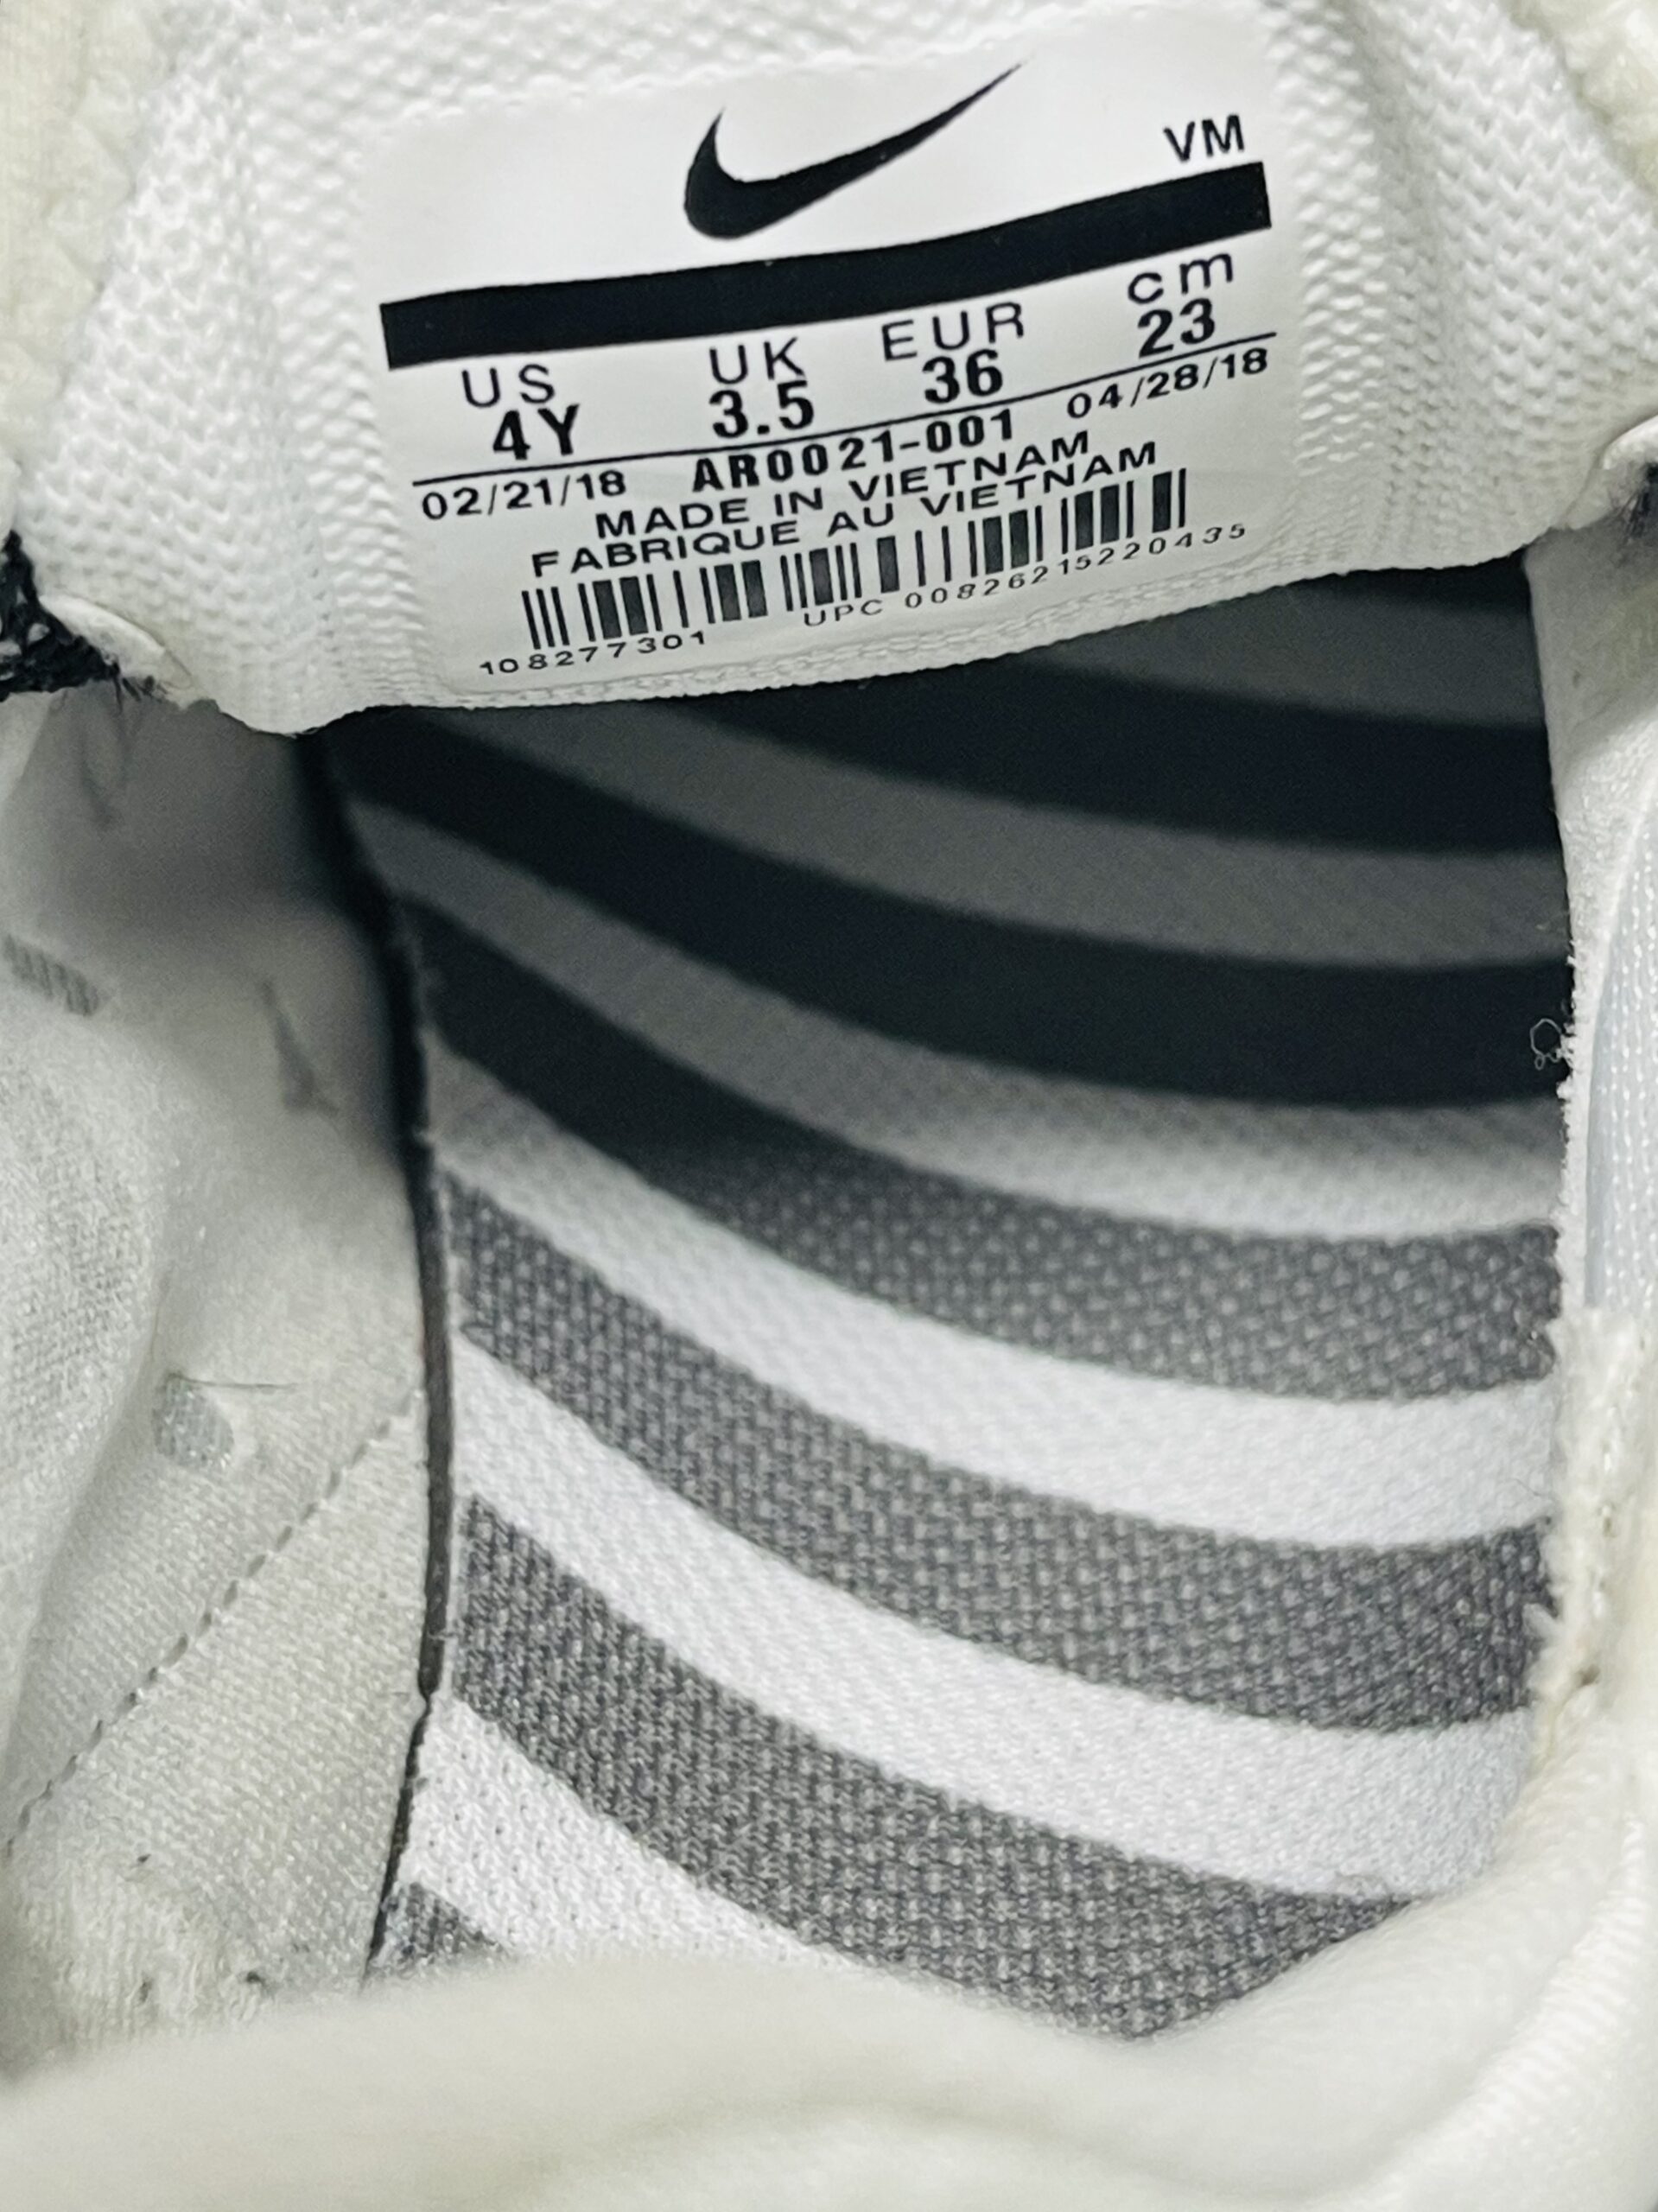 VM
US UK EUR cm
4Y 3.5 36 23
02/21/18 AR0021-001 04/28/18
MADE IN VIETNAM
FABRIQUE AU VIETNAM
108277301 UPC 00826215220435